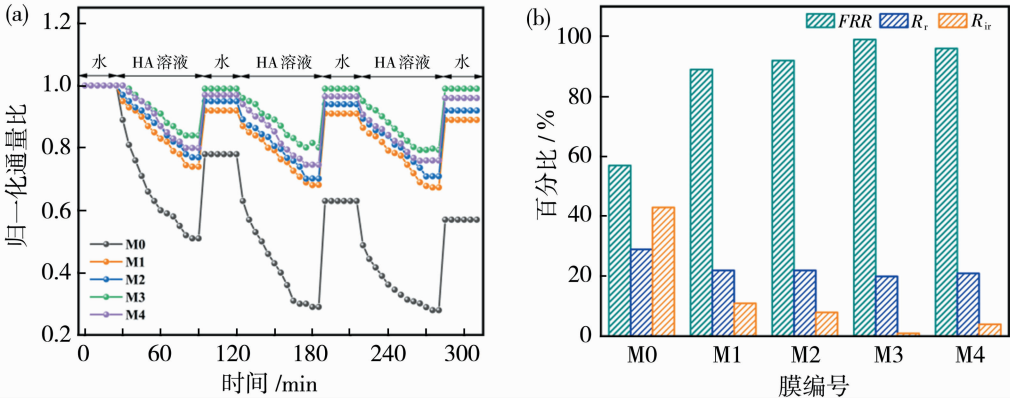 (a)
1.2
1.0
0.8
0.6
0.4
0.2
归一化通量比
水 HA 溶液 水 HA 溶液 水 HA 溶液 水
M0
M1
M2
M3
M4
0 60 120 180 240 300
时间 /min
(b)
FRR Rr Rir
100
80
60
40
20
0
百分比 / %
M0 M1 M2 M3 M4
膜编号